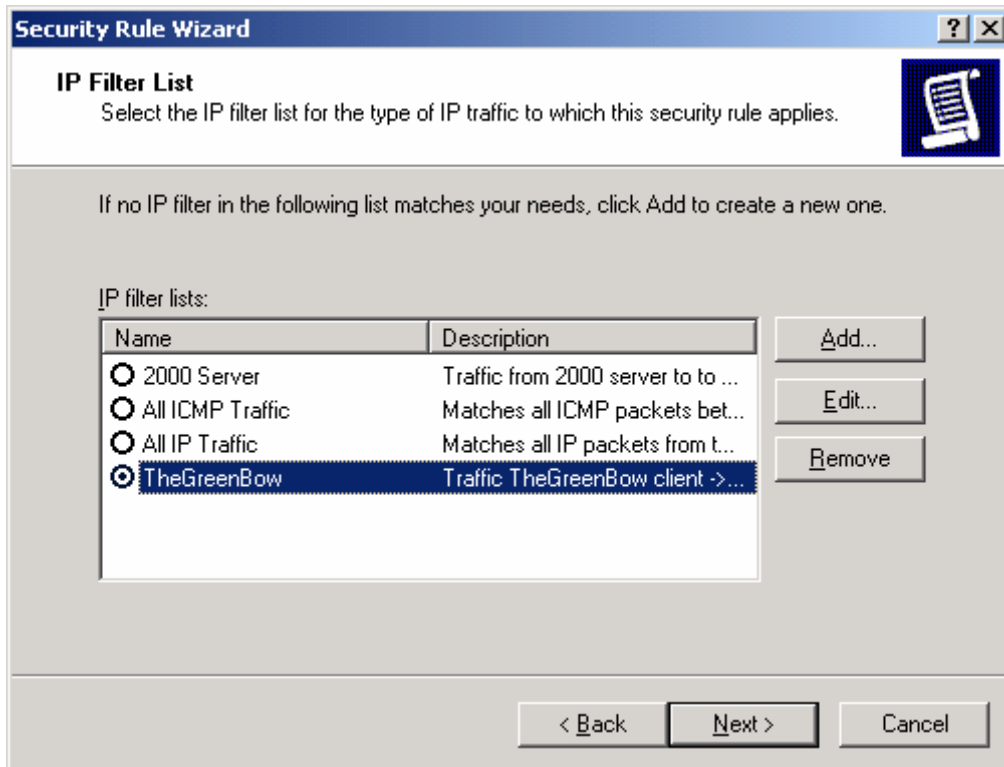 Security Rule Wizard
IP Filter List
Select the IP filter list for the type of IP traffic to which this security rule applies.
If no IP filter in the following list matches your needs, click Add to create a new one.
IP filter lists:
Name Description
2000 Server Traffic from 2000 server to to ...
All ICMP Traffic Matches all ICMP packets bet...
All IP Traffic Matches all IP packets from t...
TheGreenBow Traffic TheGreenBow client ->...
Add...
Edit...
Remove
< Back Next > Cancel